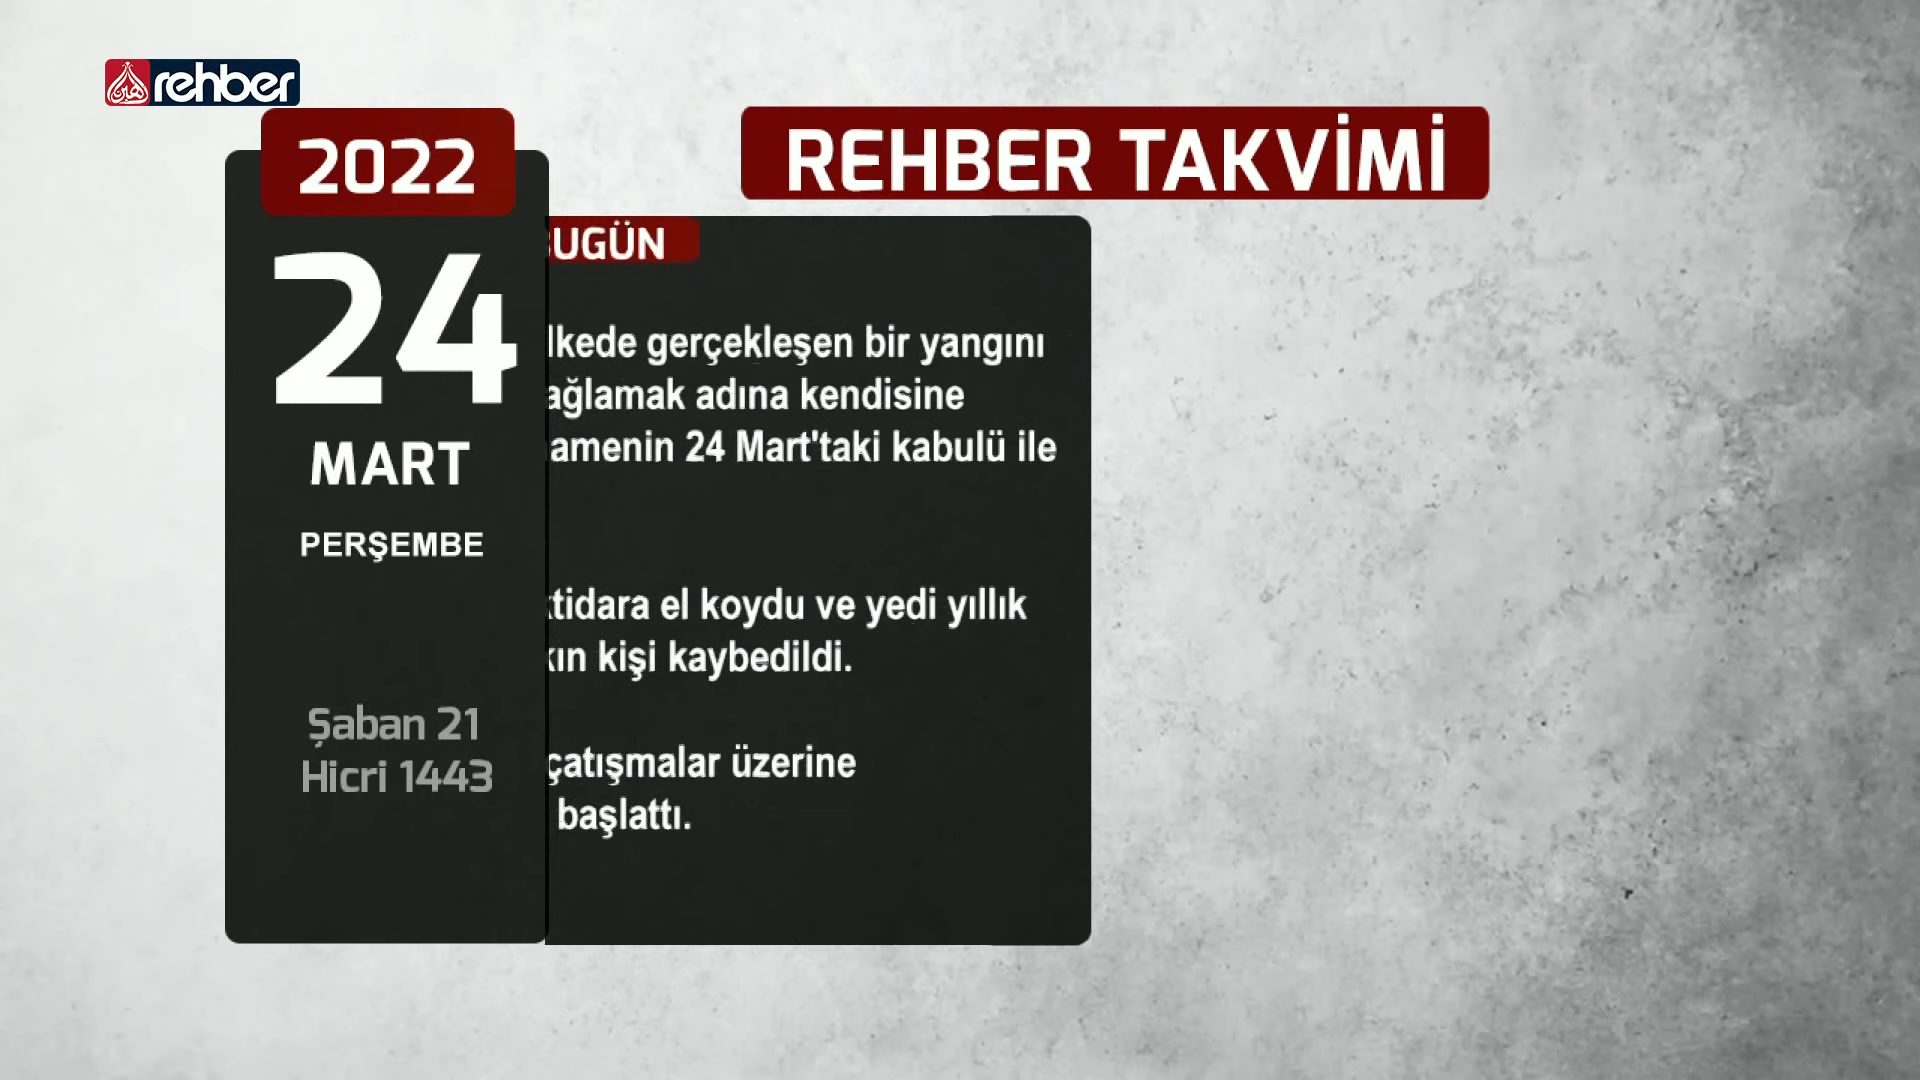 rehber
2022
REHBER TAKVİMİ
24
MART
PERŞEMBE
Şaban 21
Hicri 1443
UGÜN
lkede gerçekleşen bir yangını
ağlamak adına kendisine
amenin 24 Mart'taki kabulü ile
tidara el koydu ve yedi yıllık
kın kişi kaybedildi.
çatışmalar üzerine
başlattı.